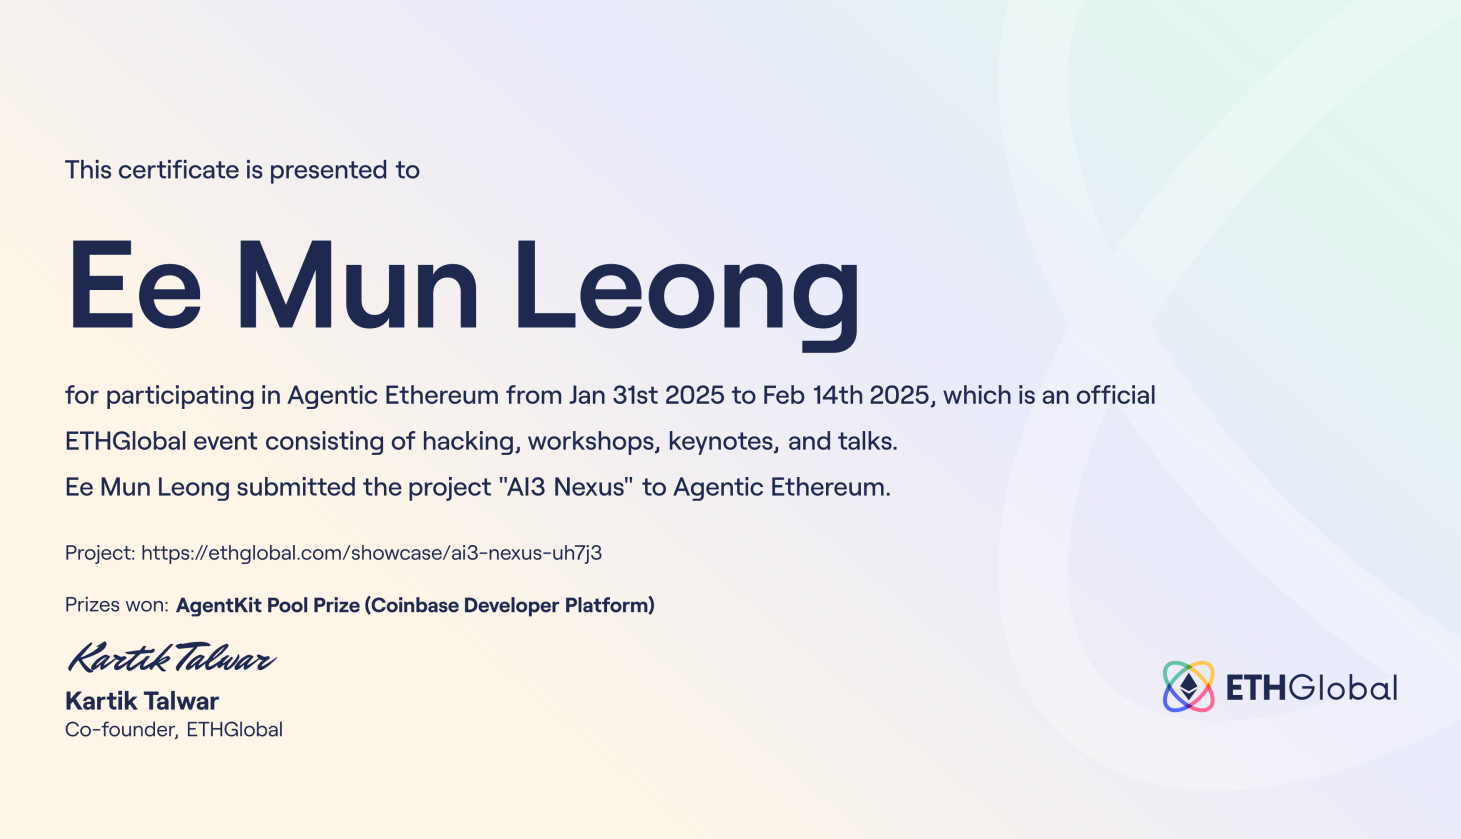 This certificate is presented to
Ee Mun Leong
for participating in Agentic Ethereum from Jan 31st 2025 to Feb 14th 2025, which is an official
ETHGlobal event consisting of hacking, workshops, keynotes, and talks.
Ee Mun Leong submitted the project "AI3 Nexus" to Agentic Ethereum.
Project: https://ethglobal.com/showcase/ai3-nexus-uh7j3
Prizes won: AgentKit Pool Prize (Coinbase Developer Platform)
Kartik Talwar
Kartik Talwar
Co-founder, ETHGlobal
ETHGlobal